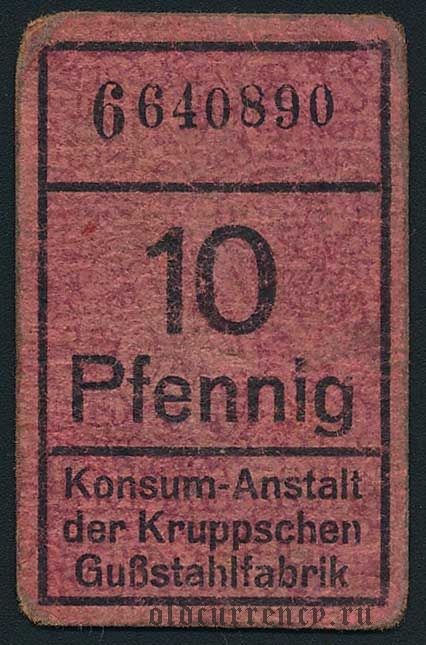 6640890
10
Pfennig
Konsum-Anstalt
der Kruppschen
Gußstahlfabrik
oldcurrency.ru